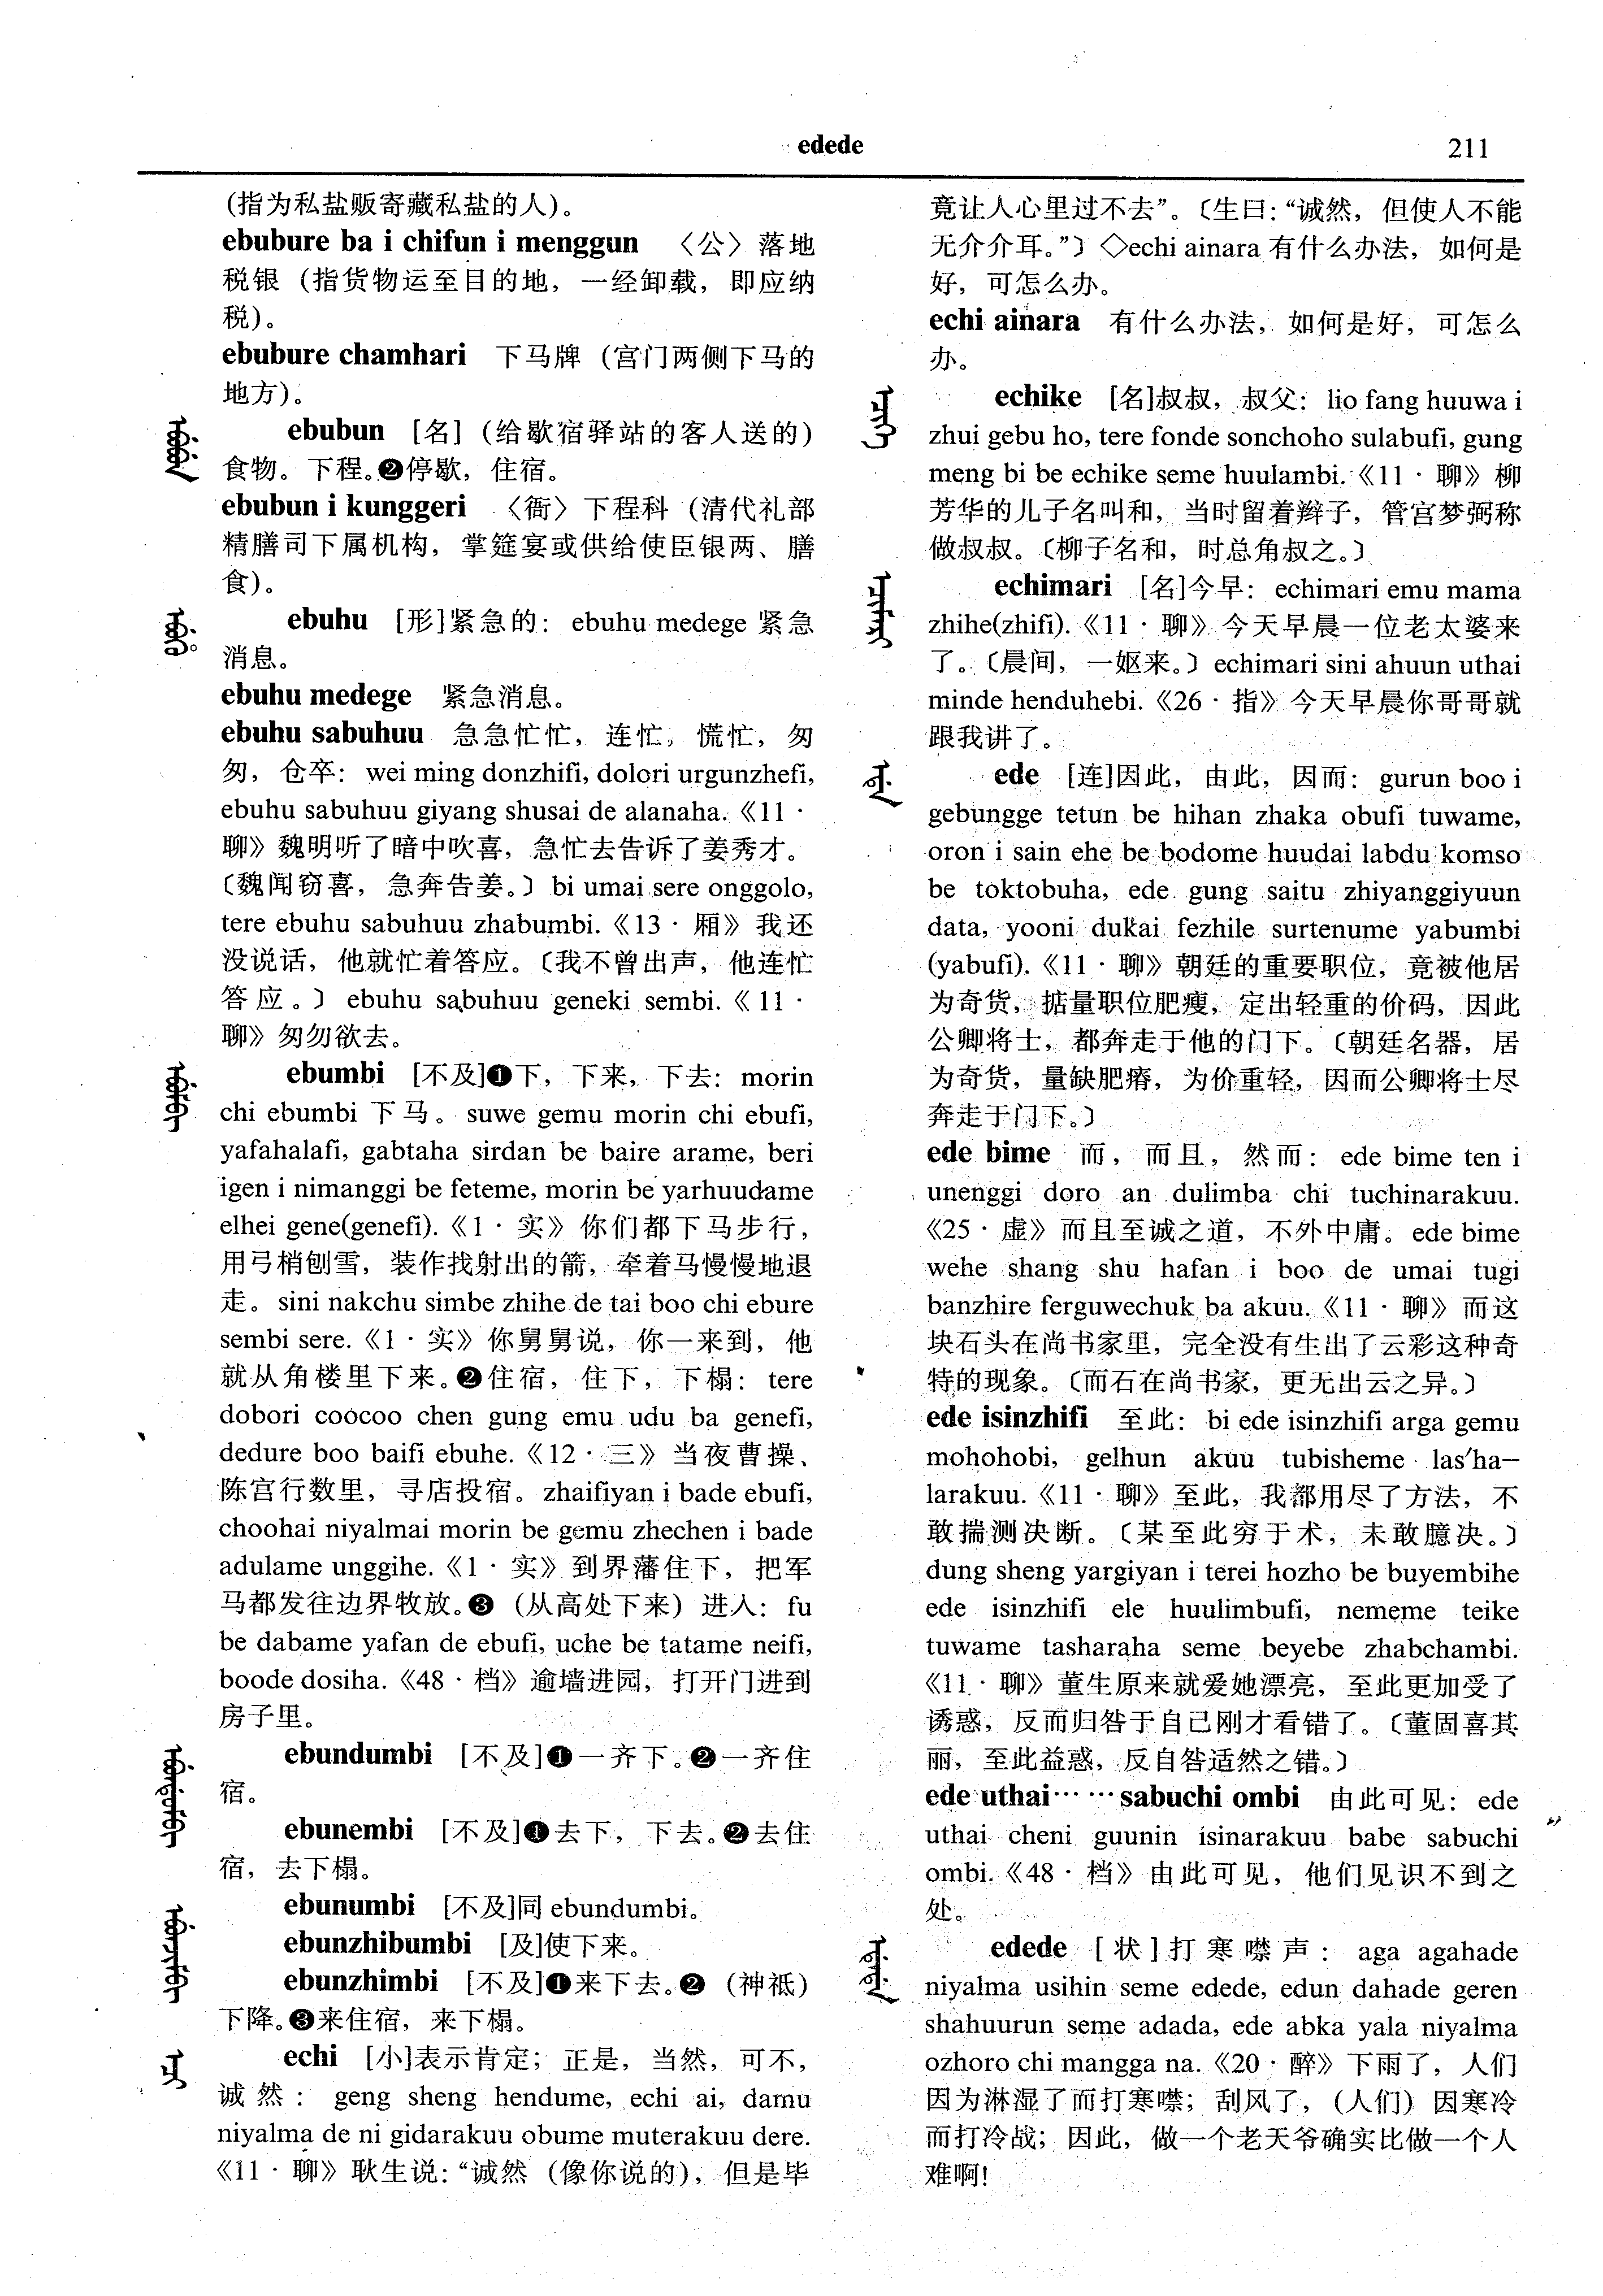 edede
211
(指为私盐贩寄藏私盐的人)。
ebubure ba i chifun i menggun 〈公〉落地
税银 (指货物运至目的地，一经卸载，即应纳
税)。
ebubure chamhari 下马牌 (宫门两侧下马的
地方)。
ebubun [名] (给歇宿驿站的客人送的)
食物。下程。❷停歇，住宿。
ebubun i kunggeri 〈衙〉下程科 (清代礼部
精膳司下属机构，掌筵宴或供给使臣银两、膳
食)。
ebuhu [形]紧急的: ebuhu medege 紧急
消息。
ebuhu medege 紧急消息。
ebuhu sabuhuu 急急忙忙，连忙，慌忙，匆
匆，仓卒: wei ming donzhifi, dolori urgunzhefi,
ebuhu sabuhuu giyang shusai de alanaha.《11·
聊》魏明听了暗中吹喜，急忙去告诉了姜秀才。
〔魏闻窃喜，急奔告姜。〕bi umai sere onggolo,
tere ebuhu sabuhuu zhabumbi.《13·厢》我还
没说话，他就忙着答应。〔我不曾出声，他连忙
答应。〕ebuhu sabuhuu geneki sembi.《11·
聊》匆匆欲去。
ebumbi [不及]❶下，下来，下去: morin
chi ebumbi 下马。suwe gemu morin chi ebufi,
yafahalafi, gabtaha sirdan be baire arame, beri
igen i nimanggi be feteme, morin be yarhuudame
elhei gene(genefi).《1·实》你们都下马步行，
用弓梢刨雪，装作找射出的箭，牵着马慢慢地退
走。sini nakchu simbe zhihe de tai boo chi ebure
sembi sere.《1·实》你舅舅说，你一来到，他
就从角楼里下来。❷住宿，住下，下榻: tere
dobori coocoo chen gung emu udu ba genefi,
dedure boo baifi ebuhe.《12·三》当夜曹操、
陈宫行数里，寻店投宿。zhaifiyan i bade ebufi,
choohai niyalmai morin be gemu zhechen i bade
adulame unggihe.《1·实》到界藩住下，把军
马都发往边界牧放。❸ (从高处下来) 进人: fu
be dabame yafan de ebufi, uche be tatame neifi,
boode dosiha.《48·档》逾墙进园，打开门进到
房子里。
ebundumbi [不及]❶一齐下。❷一齐住
宿。
ebunembi [不及]❶去下，下去。❷去住
宿，去下榻。
ebunumbi [不及]同 ebundumbi。
ebunzhibumbi [及]使下来。
ebunzhimbi [不及]❶来下去。❷ (神祇)
下降。❸来住宿，来下榻。
echi [小]表示肯定; 正是，当然，可不，
诚然: geng sheng hendume, echi ai, damu
niyalma de ni gidarakuu obume muterakuu dere.
《11·聊》耿生说:“诚然 (像你说的)，但是毕
竟让人心里过不去”。〔生曰:“诚然，但使人不能
无介介耳。”〕◇echi ainara 有什么办法，如何是
好，可怎么办。
echi ainara 有什么办法，如何是好，可怎么
办。
echike [名]叔叔，叔父: lio fang huuwa i
zhui gebu ho, tere fonde sonchoho sulabufi, gung
meng bi be echike seme huulambi.《11·聊》柳
芳华的儿子名叫和，当时留着辫子，管宫梦弼称
做叔叔。〔柳子名和，时总角叔之。〕
echimari [名]今早: echimari emu mama
zhihe(zhifi).《11·聊》今天早晨一位老太婆来
了。〔晨间，一妪来。〕echimari sini ahuun uthai
minde henduhebi.《26·指》今天早晨你哥哥就
跟我讲了。
ede [连]因此，由此，因而: gurun boo i
gebungge tetun be hihan zhaka obufi tuwame,
oron i sain ehe be bodome huudai labdu komso
be toktobuha, ede gung saitu zhiyanggiyuun
data, yooni dukai fezhile surtenume yabumbi
(yabufi).《11·聊》朝廷的重要职位，竟被他居
为奇货，掂量职位肥瘦，定出轻重的价码，因此
公卿将士，都奔走于他的门下。〔朝廷名器，居
为奇货，量缺肥瘠，为价重轻，因而公卿将士尽
奔走于门下。〕
ede bime 而，而且，然而: ede bime ten i
unenggi doro an dulimba chi tuchinarakuu.
《25·虚》而且至诚之道，不外中庸。ede bime
wehe shang shu hafan i boo de umai tugi
banzhire ferguwechuk ba akuu.《11·聊》而这
块石头在尚书家里，完全没有生出了云彩这种奇
特的现象。〔而石在尚书家，更无出云之异。〕
ede isinzhifi 至此: bi ede isinzhifi arga gemu
mohohobi, gelhun akuu tubisheme las'ha—
larakuu.《11·聊》至此，我都用尽了方法，不
敢揣测决断。〔某至此穷于术，未敢臆决。〕
dung sheng yargiyan i terei hozho be buyembihe
ede isinzhifi ele huulimbufi, nememe teike
tuwame tasharaha seme beyebe zhabchambi.
《11·聊》董生原来就爱她漂亮，至此更加受了
诱惑，反而归咎于自己刚才看错了。〔董固喜其
丽，至此益惑，反自咎适然之错。〕
ede uthai……sabuchi ombi 由此可见: ede
uthai cheni guunin isinarakuu babe sabuchi
ombi.《48·档》由此可见，他们见识不到之
处。
edede [状]打寒噤声: aga agahade
niyalma usihin seme edede, edun dahade geren
shahuurun seme adada, ede abka yala niyalma
ozhoro chi mangga na.《20·醉》下雨了，人们
因为淋湿了而打寒噤; 刮风了，(人们) 因寒冷
而打冷战; 因此，做一个老天爷确实比做一个人
难啊!